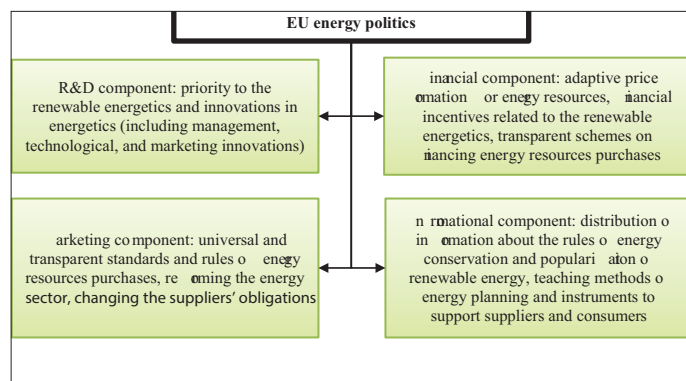 EU energy politics
R&D component: priority to the
renewable energetics and innovations in
energetics (including management,
technological, and marketing innovations)
inancial component: adaptive price
omation or energy resources, inancial
incentives related to the renewable
energetics, transparent schemes on
inancing energy resources purchases
arketing component: universal and
transparent standards and rules o energy
resources purchases, re oming the energy
sector, changing the suppliers' obligations
n rmational component: distribution o
in omation about the rules o energy
conservation and populari ation o
renewable energy, teaching methods o
energy planning and instruments to
support suppliers and consumers